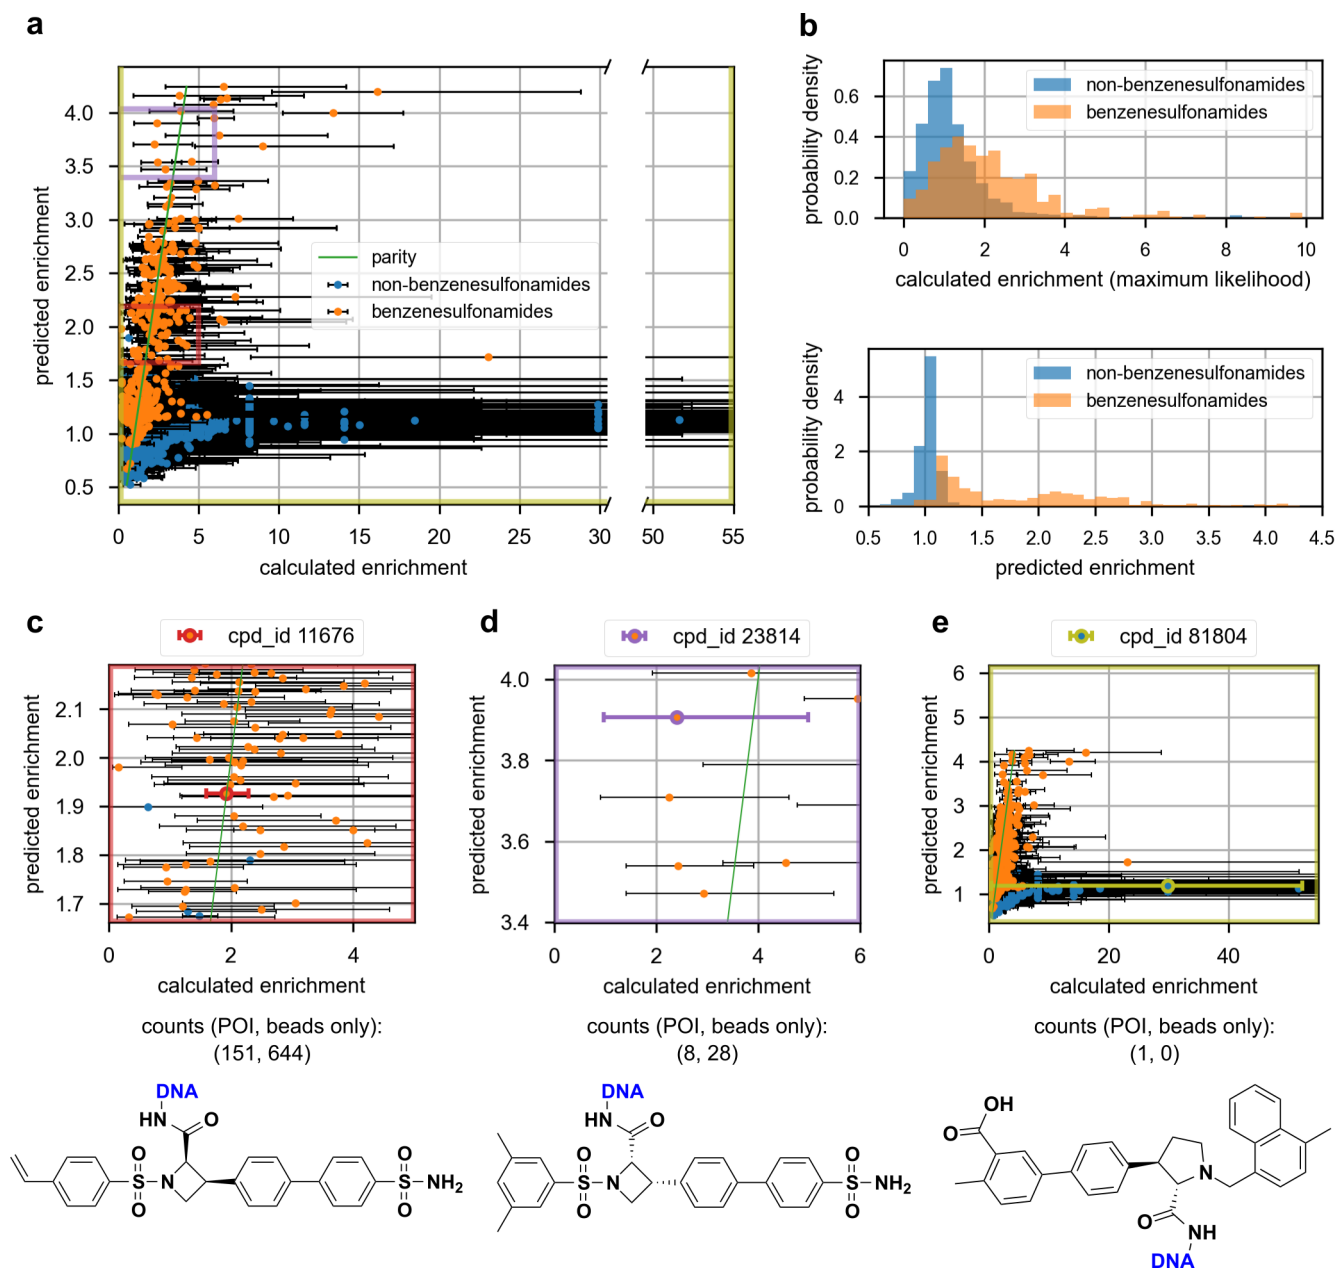 a
4.0
3.5
3.0
2.5
2.0
1.5
1.0
0.5
predicted enrichment
parity
non-benzenesulfonamides
benzenesulfonamides
0 5 10 15 20 25 30 50 55
calculated enrichment
b
probability density
0.6
0.4
0.2
0.0
non-benzenesulfonamides
benzenesulfonamides
0 2 4 6 8 10
calculated enrichment (maximum likelihood)
probability density
4
2
0
non-benzenesulfonamides
benzenesulfonamides
0.5 1.0 1.5 2.0 2.5 3.0 3.5 4.0 4.5
predicted enrichment
c
cpd_id 11676
predicted enrichment
2.1
2.0
1.9
1.8
1.7
0 2 4
calculated enrichment
counts (POI, beads only):
(151, 644)
DNA
HN
O
O
S
O
N
O
S
O
NH2
d
cpd_id 23814
predicted enrichment
4.0
3.8
3.6
3.4
0 2 4 6
calculated enrichment
counts (POI, beads only):
(8, 28)
DNA
HN
O
O
S
O
N
O
S
O
NH2
e
cpd_id 81804
predicted enrichment
6
5
4
3
2
1
0 20 40
calculated enrichment
counts (POI, beads only):
(1, 0)
OH
O
N
O
NH
DNA